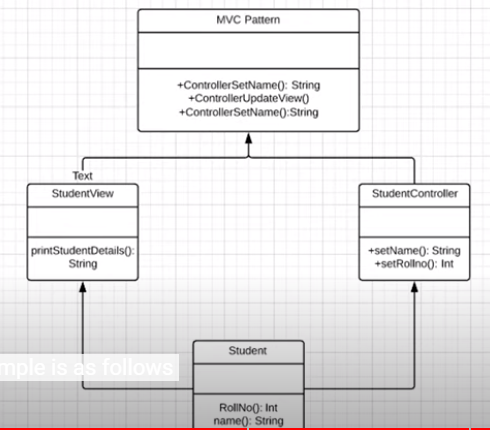 MVC Pattern
+ControllerSetName(): String
+ControllerUpdateView()
+ControllerSetName():String
Text
StudentView
printStudentDetails():
String
StudentController
+setName(): String
+setRollno(): Int
Student
RollNo(): Int
name(): String
mple is as follows